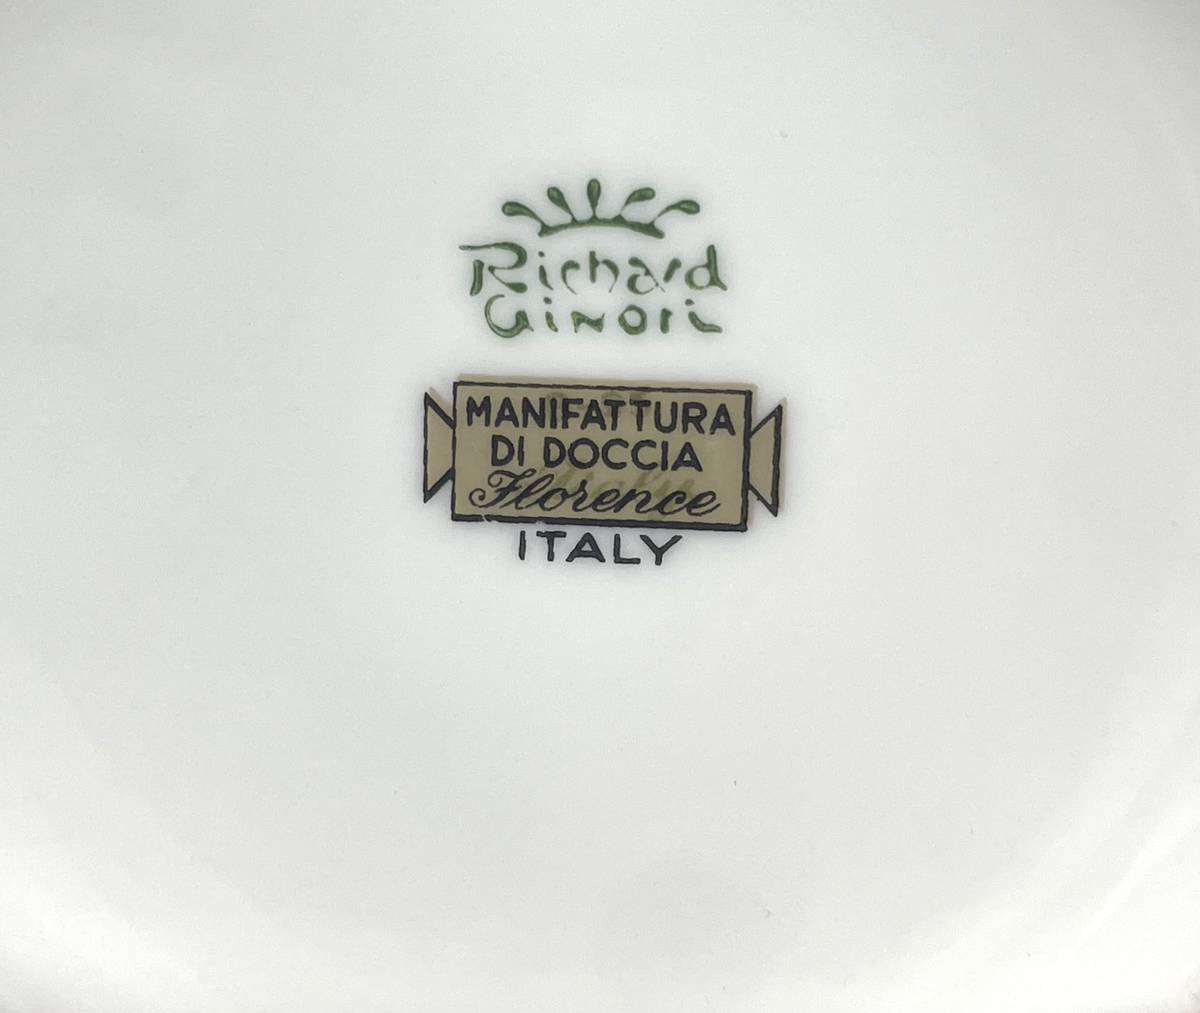 Richard
Ginori
MANIFATTURA
DI DOCCIA
Florence
ITALY